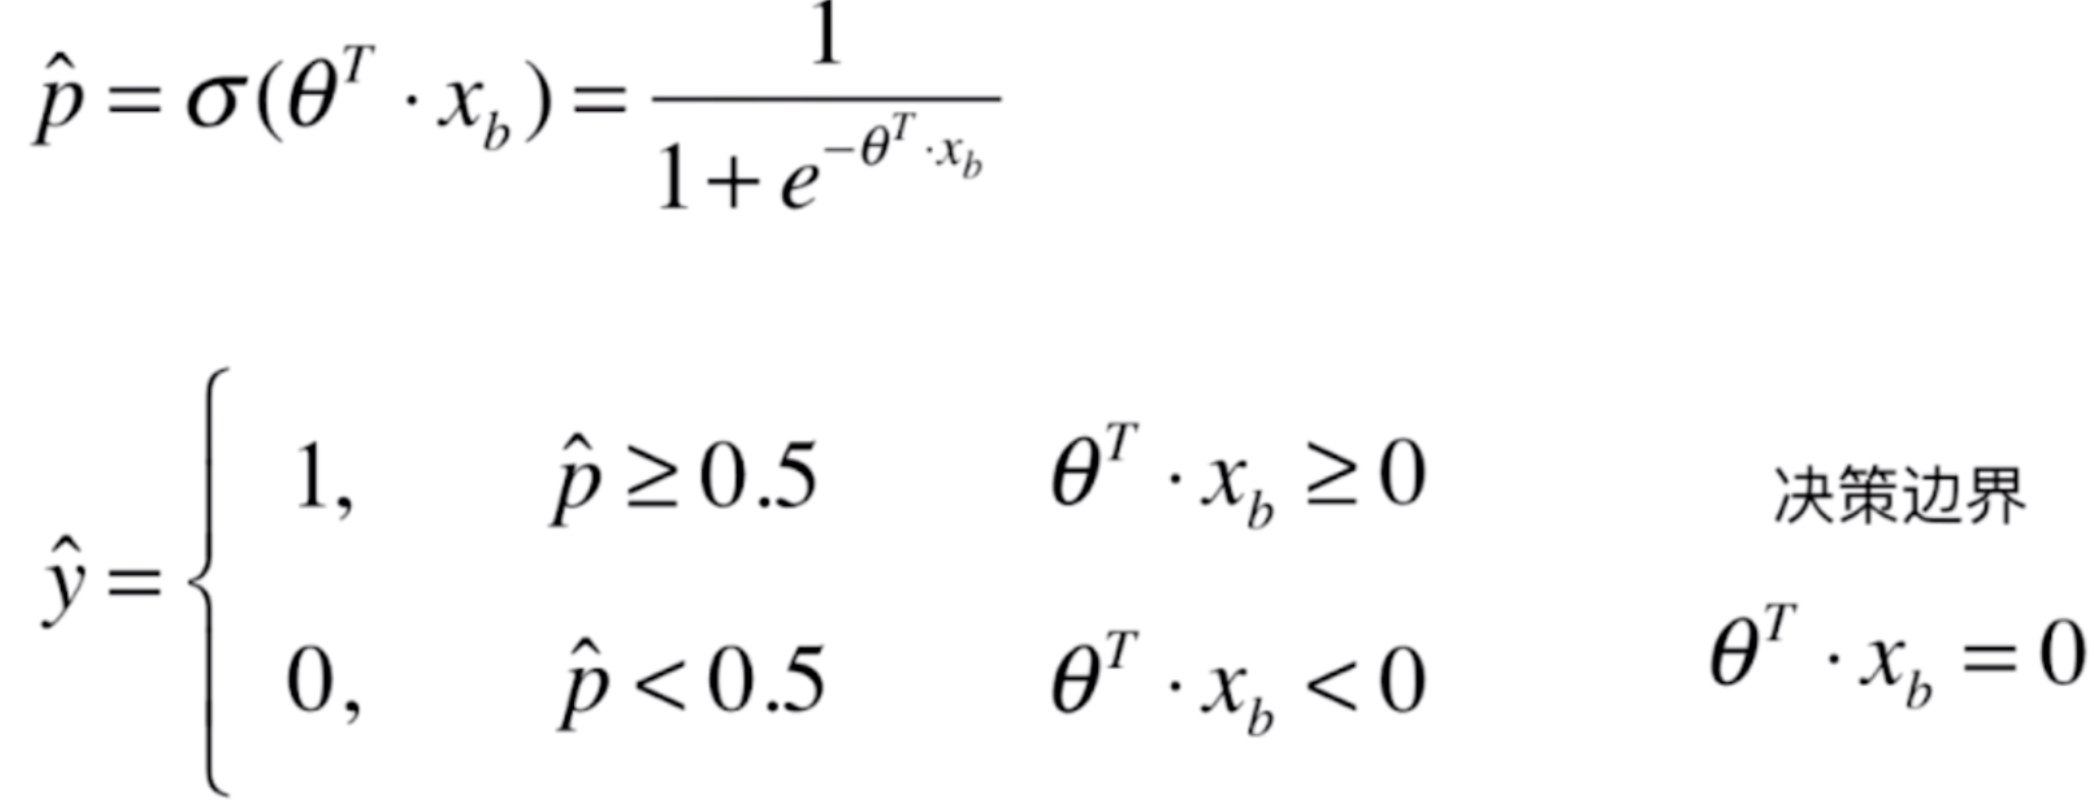 p̂ = σ(θ^T · x_b) = 1 / (1 + e^(−θ^T · x_b))
ŷ = { 1, p̂ ≥ 0.5 θ^T · x_b ≥ 0
0, p̂ < 0.5 θ^T · x_b < 0
决策边界
θ^T · x_b = 0